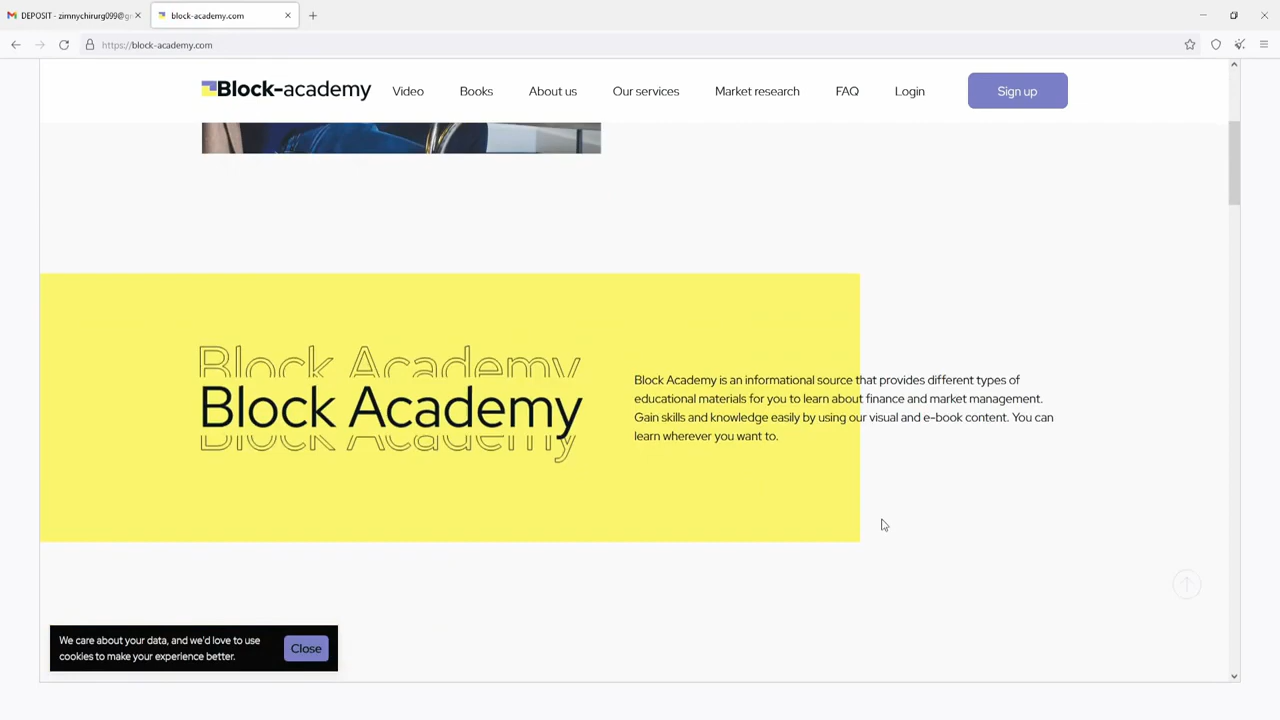 DEPOSIT - zimnychirurg099@g
block-academy.com
https://block-academy.com
Block-academy
Video
Books
About us
Our services
Market research
FAQ
Login
Sign up
Block Academy
Block Academy
Block Academy
Block Academy is an informational source that provides different types of
educational materials for you to learn about finance and market management.
Gain skills and knowledge easily by using our visual and e-book content. You can
learn wherever you want to.
We care about your data, and we'd love to use
cookies to make your experience better.
Close